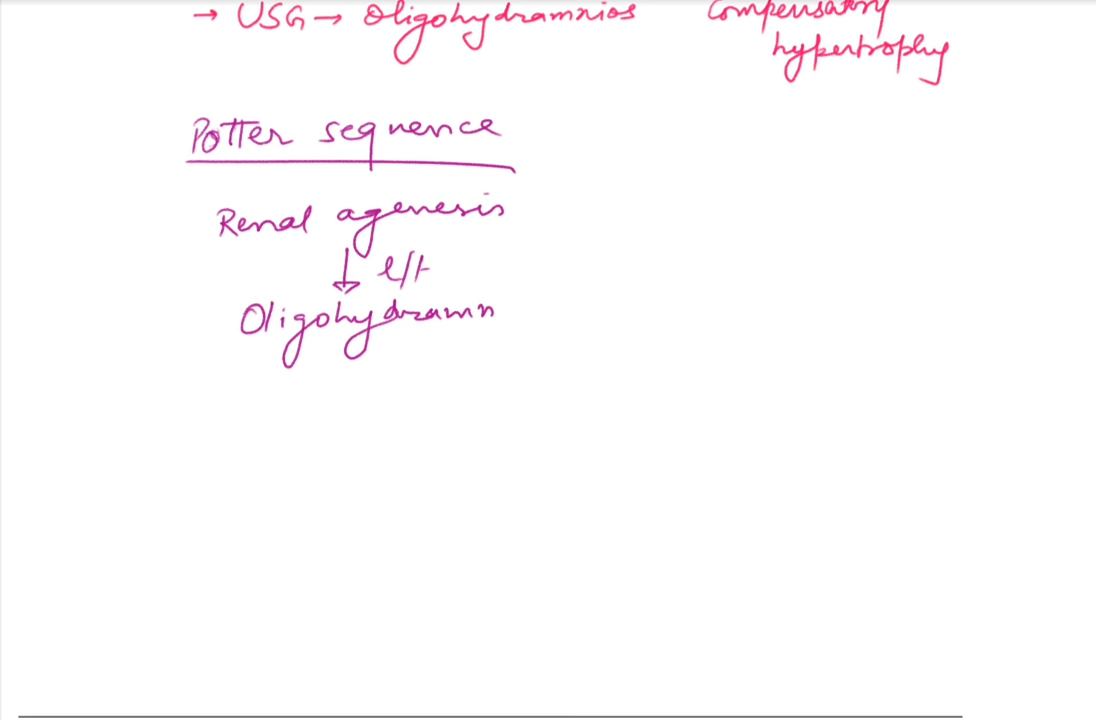 → USG → Oligohydramnios
Compensatory
hypertrophy
Potter sequence
Renal agenesis
↓ e/t
Oligohydramn